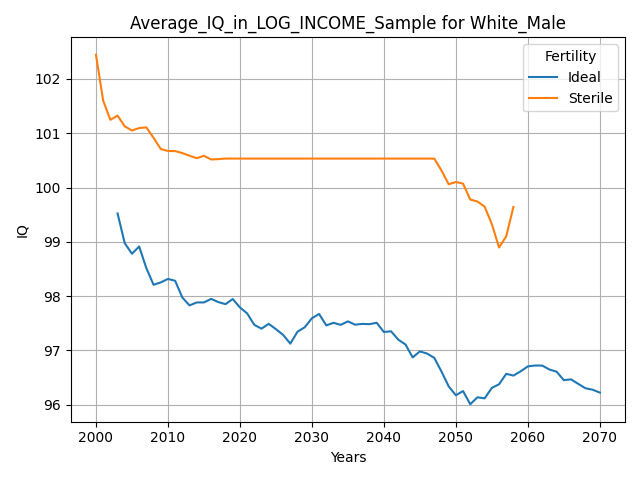 Average_IQ_in_LOG_INCOME_Sample for White_Male
Fertility
Ideal
Sterile
IQ
102
101
100
99
98
97
96
2000 2010 2020 2030 2040 2050 2060 2070
Years